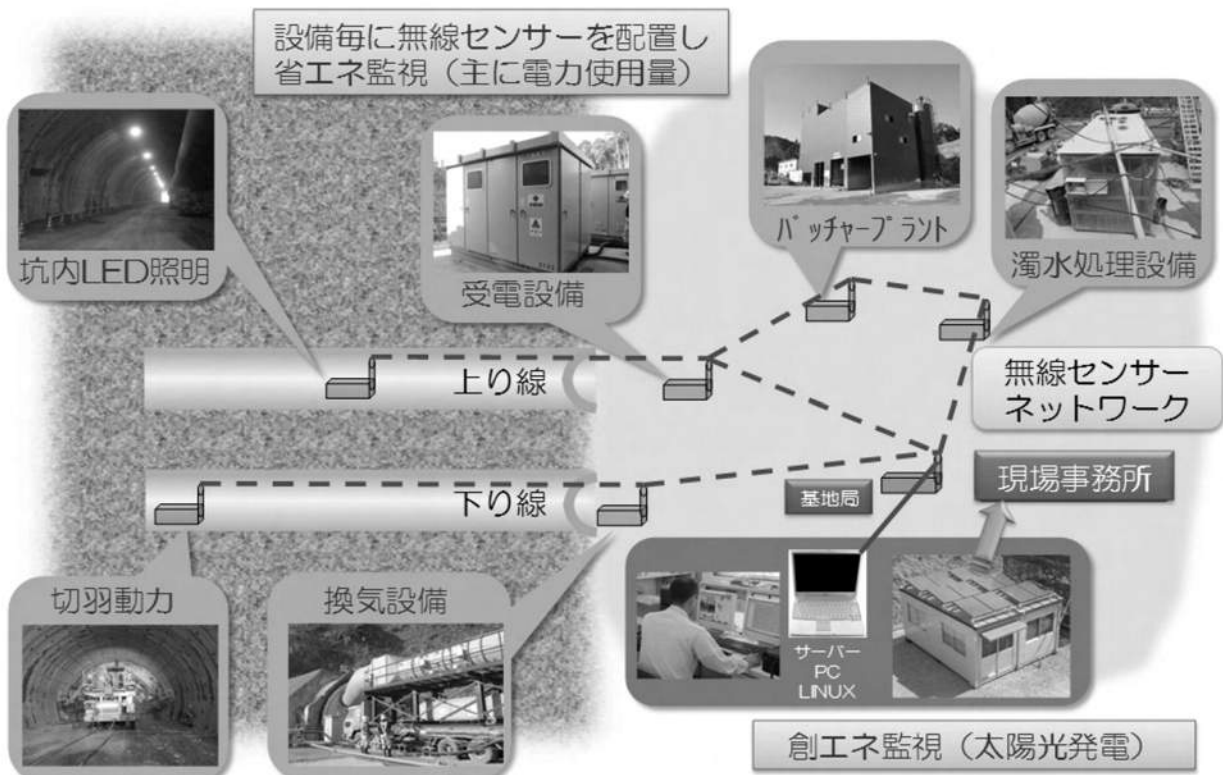 設備毎に無線センサーを配置し
省エネ監視（主に電力使用量）
坑内LED照明
受電設備
バッチャープラント
濁水処理設備
上り線
無線センサー
ネットワーク
下り線
基地局
現場事務所
切羽動力
換気設備
サーバー
PC
LINUX
創エネ監視（太陽光発電）